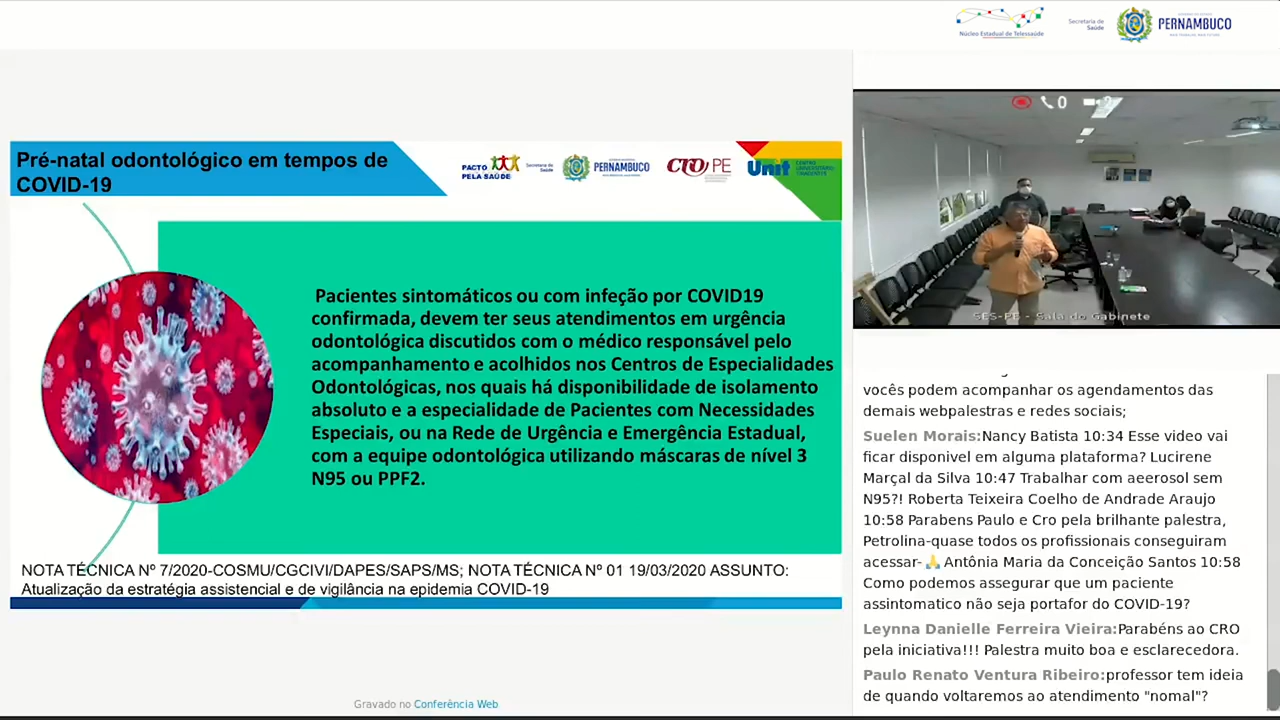 Núcleo Estadual de Telessaúde
Secretaria de
Saúde
PERNAMBUCO
Pré-natal odontológico em tempos de
COVID-19
PACTO
PELA SAÚDE
Secretaria de
Saúde
PERNAMBUCO
CRO PE
Unit
CENTRO
UNIVERSITÁRIO
TIRADENTES
Pacientes sintomáticos ou com infeção por COVID19
confirmada, devem ter seus atendimentos em urgência
odontológica discutidos com o médico responsável pelo
acompanhamento e acolhidos nos Centros de Especialidades
Odontológicas, nos quais há disponibilidade de isolamento
absoluto e a especialidade de Pacientes com Necessidades
Especiais, ou na Rede de Urgência e Emergência Estadual,
com a equipe odontológica utilizando máscaras de nível 3
N95 ou PPF2.
NOTA TÉCNICA Nº 7/2020-COSMU/CGCIVI/DAPES/SAPS/MS; NOTA TÉCNICA Nº 01 19/03/2020 ASSUNTO:
Atualização da estratégia assistencial e de vigilância na epidemia COVID-19
Gravado no Conferência Web
0
SES-PE - Sala do Gabinete
vocês podem acompanhar os agendamentos das
demais webpalestras e redes sociais;
Suelen Morais:Nancy Batista 10:34 Esse video vai
ficar disponivel em alguma plataforma? Lucirene
Marçal da Silva 10:47 Trabalhar com aeerosol sem
N95?! Roberta Teixeira Coelho de Andrade Araujo
10:58 Parabens Paulo e Cro pela brilhante palestra,
Petrolina-quase todos os profissionais conseguiram
acessar-🙏 Antônia Maria da Conceição Santos 10:58
Como podemos assegurar que um paciente
assintomatico não seja portafor do COVID-19?
Leynna Danielle Ferreira Vieira:Parabéns ao CRO
pela iniciativa!!! Palestra muito boa e esclarecedora.
Paulo Renato Ventura Ribeiro:professor tem ideia
de quando voltaremos ao atendimento "nomal"?